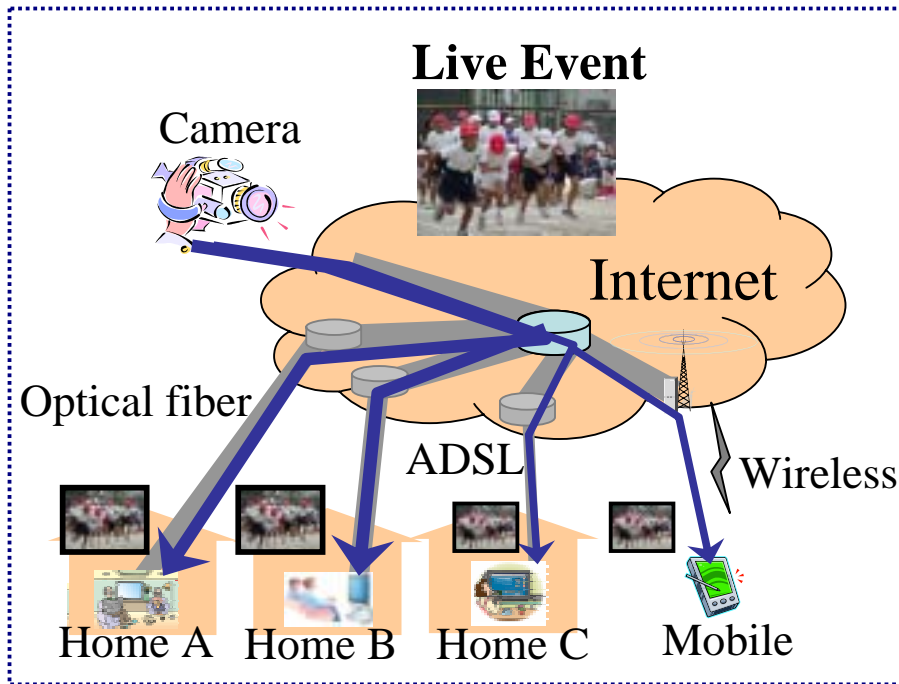 Live Event
Camera
Internet
Optical fiber
ADSL
Wireless
Home A
Home B
Home C
Mobile